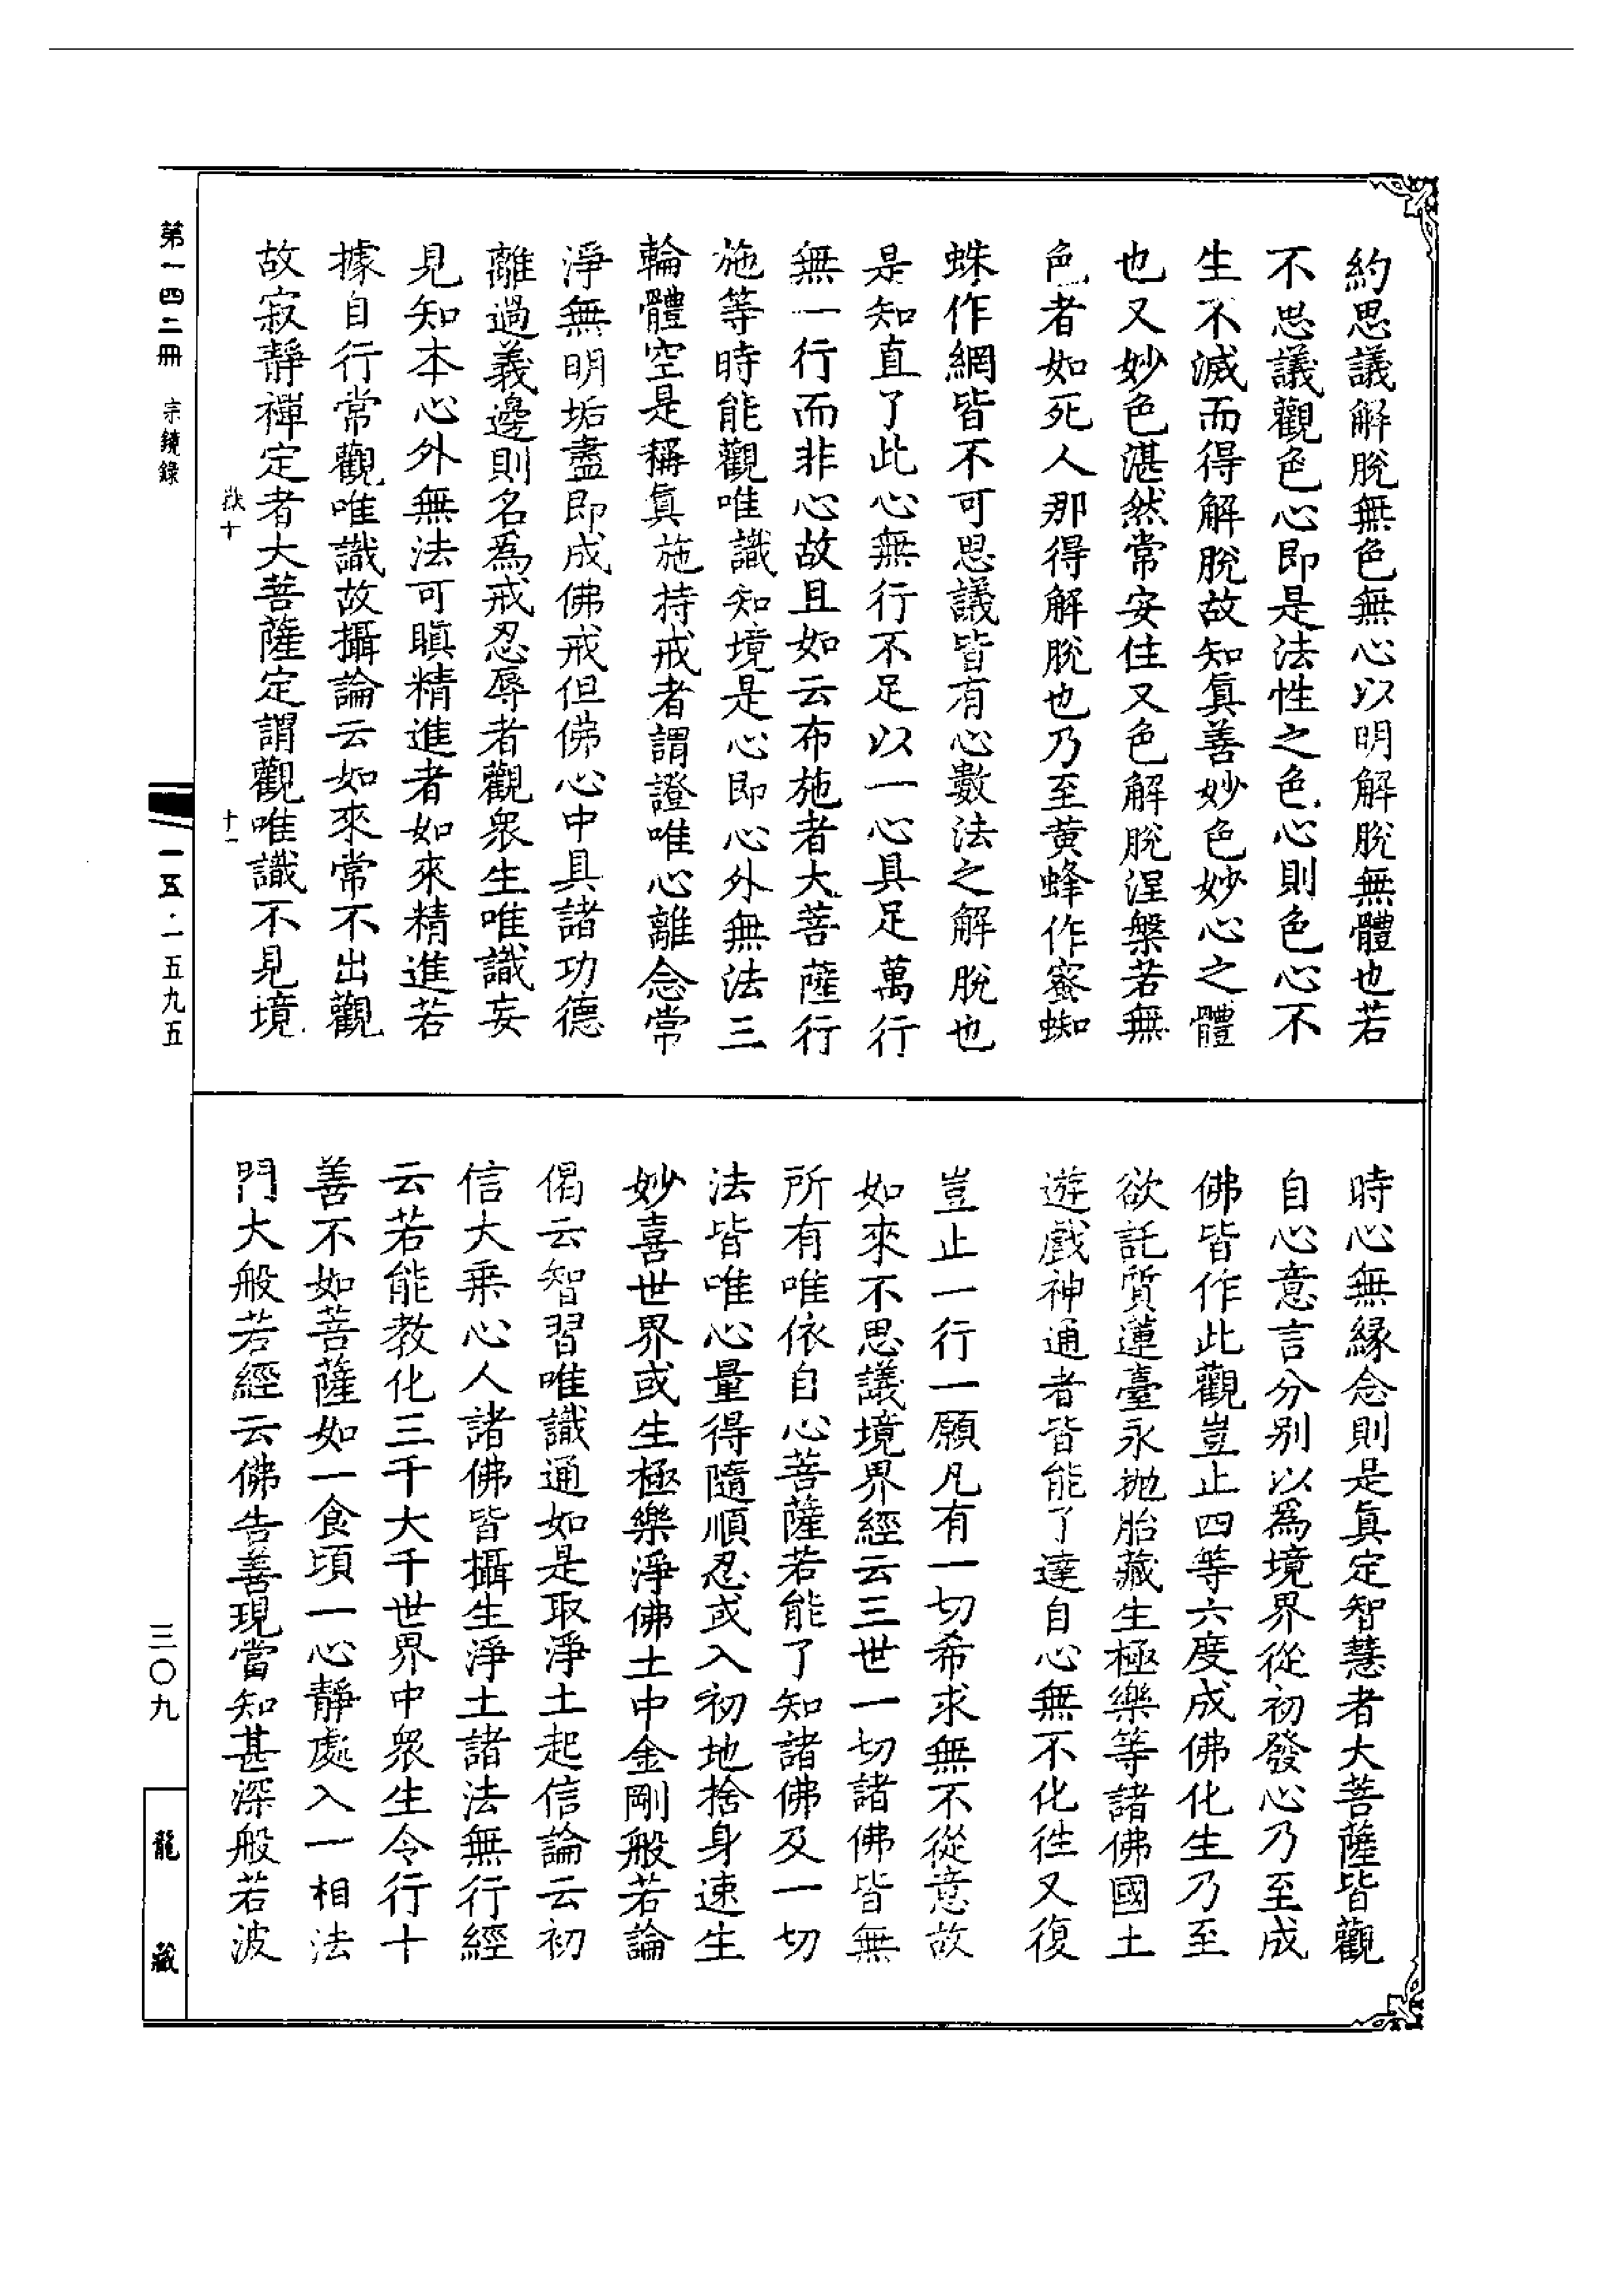 約思議解脫無色無心以明解脫無體也若
不思議觀色心即是法性之色心則色心不
生不滅而得解脫故知眞善妙色妙心之體
也又妙色湛然常安住又色解脫涅槃若無
色者如死人那得解脫也乃至黄蜂作蜜蜘
蛛作網皆不可思議皆有心數法之解脫也
是知直了此心無行不足以一心具足萬行
無一行而非心故且如云布施者大菩薩行
施等時能觀唯識知境是心即心外無法三
輪體空是稱眞施持戒者謂證唯心離念常
淨無明垢盡即成佛戒但佛心中具諸功德
離過義邊則名爲戒忍辱者觀衆生唯識妄
見知本心外無法可瞋精進者如來精進若
據自行常觀唯識故攝論云如來常不出觀
故寂靜禪定者大菩薩定謂觀唯識不見境
時心無緣念則是眞定智慧者大菩薩皆觀
自心意言分别以爲境界從初發心乃至成
佛皆作此觀豈止四等六度成佛化生乃至
欲託質蓮臺永抛胎藏生極樂等諸佛國土
遊戲神通者皆能了達自心無不化徃又復
豈止一行一願凡有一切希求無不從意故
如來不思議境界經云三世一切諸佛皆無
所有唯依自心菩薩若能了知諸佛及一切
法皆唯心量得隨順忍或入初地捨身速生
妙喜世界或生極樂淨佛土中金剛般若論
偈云智習唯識通如是取淨土起信論云初
信大乘心人諸佛皆攝生淨土諸法無行經
云若能教化三千大千世界中衆生令行十
善不如菩薩如一食頃一心靜處入一相法
門大般若經云佛告善現當知甚深般若波
嶽十
十一
第一四二冊
宗鏡錄
一五·一五九五
三〇九
龍藏